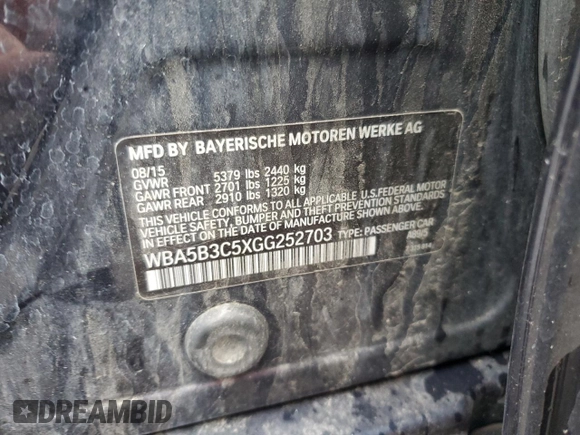 MFD BY BAYERISCHE MOTOREN WERKE AG
08/15
GVWR 5379 lbs 2440 kg
GAWR FRONT 2701 lbs 1225 kg
GAWR REAR 2910 lbs 1320 kg
THIS VEHICLE CONFORMS TO ALL APPLICABLE U.S.FEDERAL MOTOR
VEHICLE SAFETY, BUMPER AND THEFT PREVENTION STANDARDS
IN EFFECT ON THE DATE OF MANUFACTURE SHOWN ABOVE.
WBA5B3C5XGG252703 TYPE: PASSENGER CAR
DREAMBID